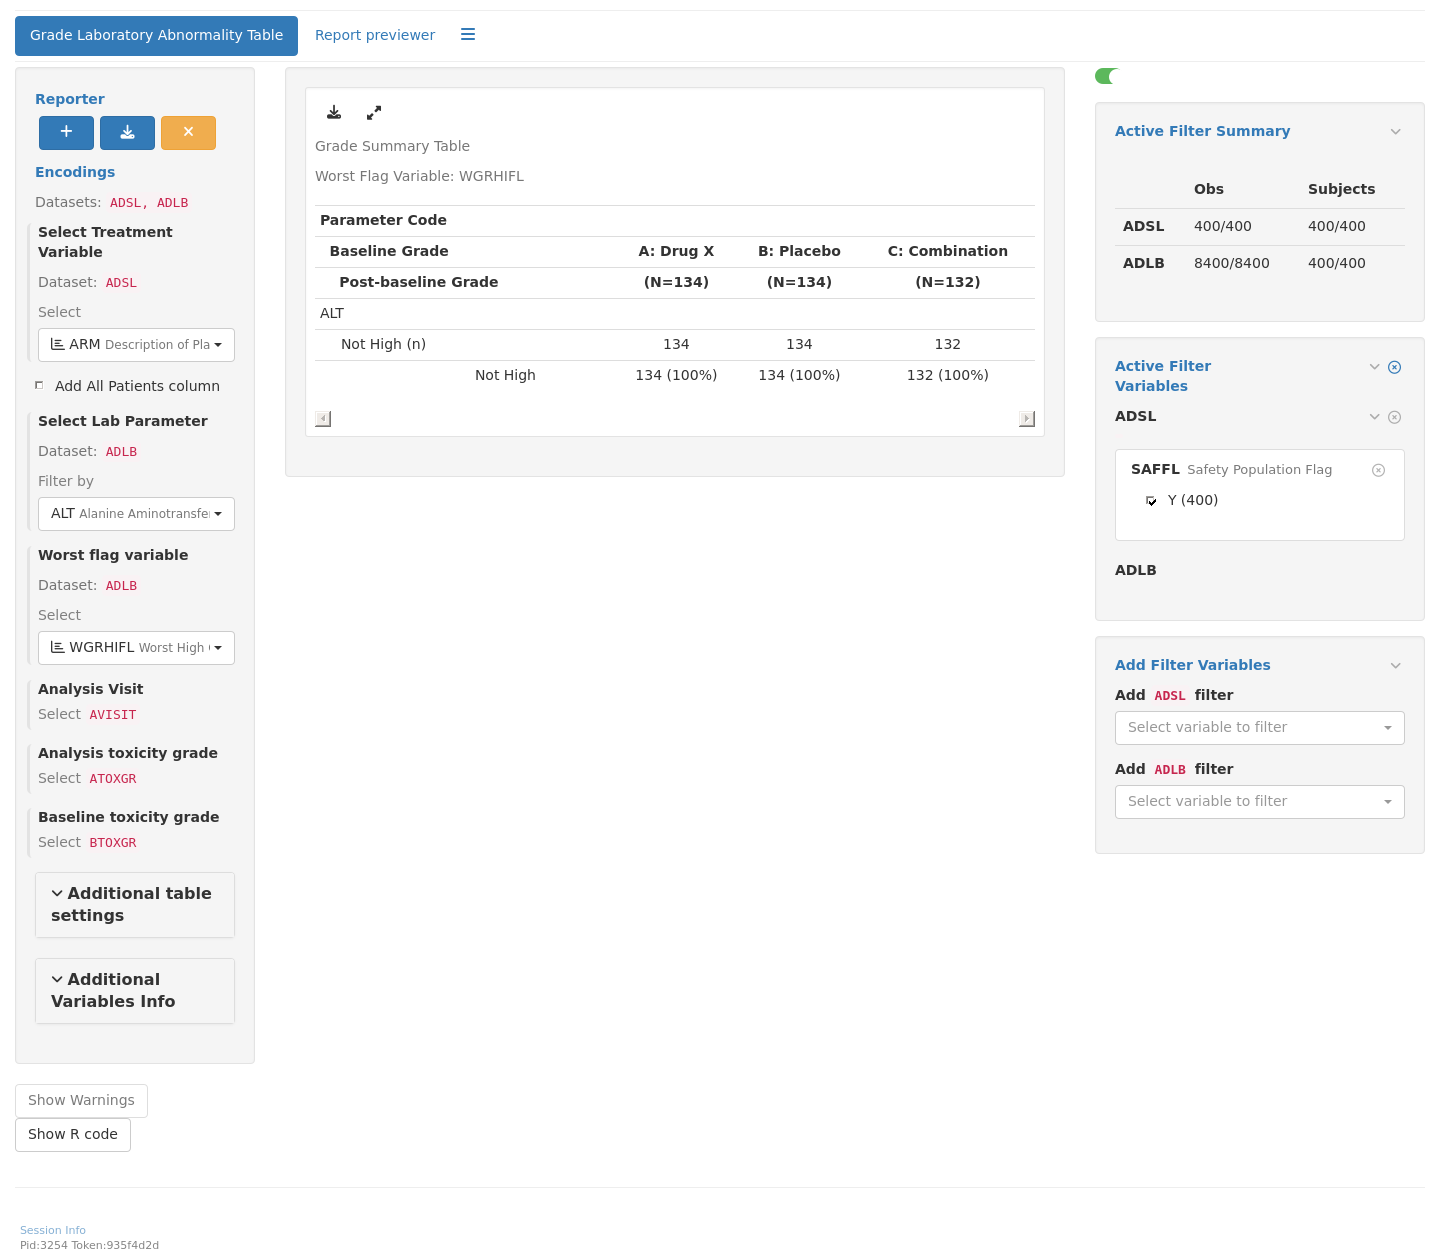 Grade Laboratory Abnormality Table
Report previewer
Reporter
Encodings
Datasets: ADSL, ADLB
Select Treatment
Variable
Dataset: ADSL
Select
ARM Description of Pla
Add All Patients column
Select Lab Parameter
Dataset: ADLB
Filter by
ALT Alanine Aminotransfe
Worst flag variable
Dataset: ADLB
Select
WGRHIFL Worst High
Analysis Visit
Select AVISIT
Analysis toxicity grade
Select ATOXGR
Baseline toxicity grade
Select BTOXGR
Additional table
settings
Additional
Variables Info
Show Warnings
Show R code
Grade Summary Table
Worst Flag Variable: WGRHIFL
Parameter Code
Baseline Grade A: Drug X B: Placebo C: Combination
Post-baseline Grade (N=134) (N=134) (N=132)
ALT
Not High (n) 134 134 132
Not High 134 (100%) 134 (100%) 132 (100%)
Active Filter Summary
Obs Subjects
ADSL 400/400 400/400
ADLB 8400/8400 400/400
Active Filter
Variables
ADSL
SAFFL Safety Population Flag
Y (400)
ADLB
Add Filter Variables
Add ADSL filter
Select variable to filter
Add ADLB filter
Select variable to filter
Session Info
Pid:3254 Token:935f4d2d